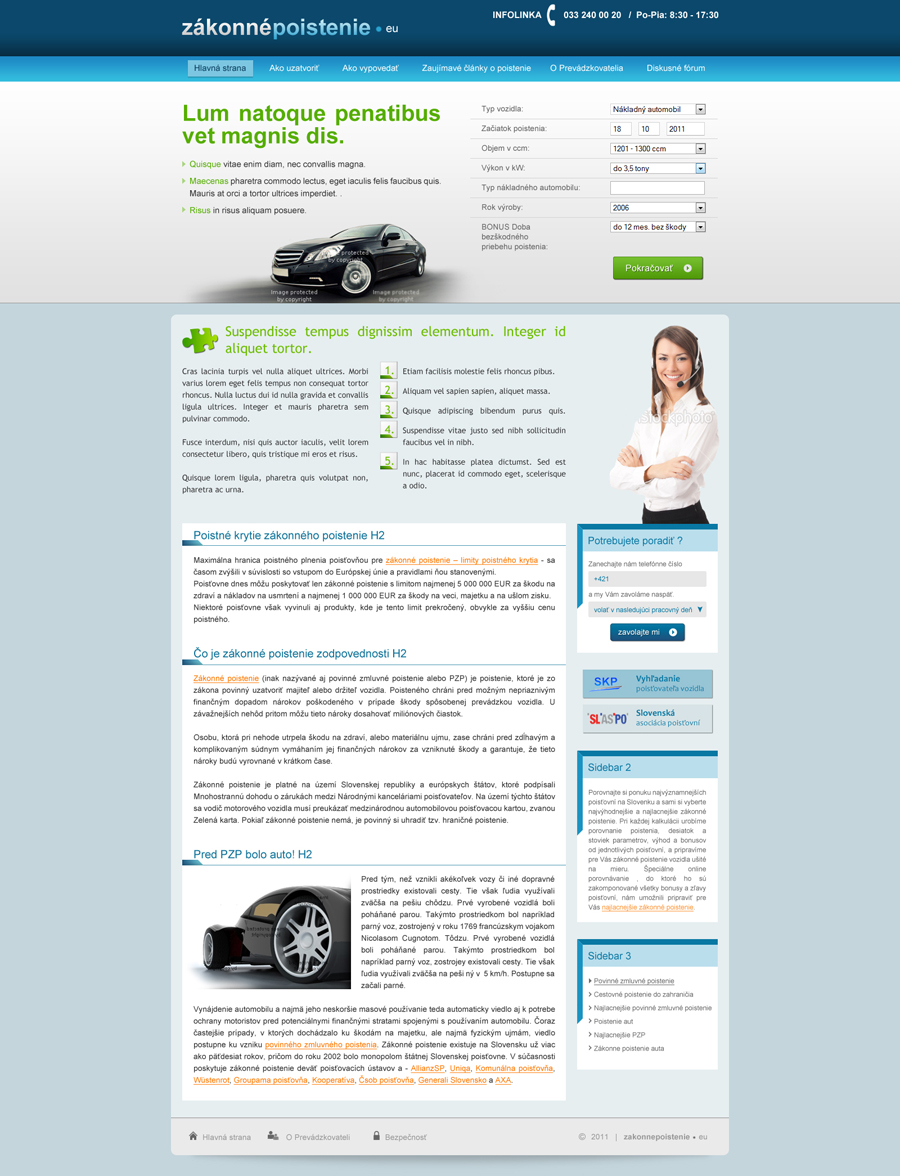 zákonnépoistenie • eu
INFOLINKA 033 240 00 20 / Po-Pia: 8:30 - 17:30
Hlavná strana Ako uzatvoriť Ako vypovedať Zaujímavé články o poistenie O Prevádzkovatelia Diskusné fórum
Lum natoque penatibus
vet magnis dis.
Quisque vitae enim diam, nec convallis magna.
Maecenas pharetra commodo lectus, eget iaculis felis faucibus quis.
Mauris at orci a tortor ultrices imperdiet. .
Risus in risus aliquam posuere.
Image protected
by copyright
Image protected
by copyright
Image protected
by copyright
Typ vozidla: Nákladný automobil
Začiatok poistenia: 18 10 2011
Objem v ccm: 1201 - 1300 ccm
Výkon v kW: do 3,5 tony
Typ nákladného automobilu:
Rok výroby: 2006
BONUS Doba do 12 mes. bez škody
bezškodného
priebehu poistenia:
Pokračovať
Suspendisse tempus dignissim elementum. Integer id
aliquet tortor.
Cras lacinia turpis vel nulla aliquet ultrices. Morbi
varius lorem eget felis tempus non consequat tortor
rhoncus. Nulla luctus dui id nulla gravida et convallis
ligula ultrices. Integer et mauris pharetra sem
pulvinar commodo.
Fusce interdum, nisi quis auctor iaculis, velit lorem
consectetur libero, quis tristique mi eros et risus.
Quisque lorem ligula, pharetra quis volutpat non,
pharetra ac urna.
1. Etiam facilisis molestie felis rhoncus pibus.
2. Aliquam vel sapien sapien, aliquet massa.
3. Quisque adipiscing bibendum purus quis.
4. Suspendisse vitae justo sed nibh sollicitudin
faucibus vel in nibh.
5. In hac habitasse platea dictumst. Sed est
nunc, placerat id commodo eget, scelerisque
a odio.
iStockphoto
Poistné krytie zákonného poistenie H2
Maximálna hranica poistného plnenia poisťovňou pre zákonné poistenie – limity poistného krytia - sa
časom zvýšili v súvislosti so vstupom do Európskej únie a pravidlami ňou stanovenými.
Poisťovne dnes môžu poskytovať len zákonné poistenie s limitom najmenej 5 000 000 EUR za škodu na
zdraví a nákladov na usmrtení a najmenej 1 000 000 EUR za škody na veci, majetku a na ušlom zisku.
Niektoré poisťovne však vyvinuli aj produkty, kde je tento limit prekročený, obvykle za vyššiu cenu
poistného.
Čo je zákonné poistenie zodpovednosti H2
Zákonné poistenie (inak nazývané aj povinné zmluvné poistenie alebo PZP) je poistenie, ktoré je zo
zákona povinný uzatvoriť majiteľ alebo držiteľ vozidla. Poisteného chráni pred možným nepriaznivým
finančným dopadom nárokov poškodeného v prípade škody spôsobenej prevádzkou vozidla. U
závažnejších nehôd pritom môžu tieto nároky dosahovať miliónových čiastok.
Osobu, ktorá pri nehode utrpela škodu na zdraví, alebo materiálnu ujmu, zase chráni pred zdĺhavým a
komplikovaným súdnym vymáhaním jej finančných nárokov za vzniknuté škody a garantuje, že tieto
nároky budú vyrovnané v krátkom čase.
Zákonné poistenie je platné na území Slovenskej republiky a európskych štátov, ktoré podpísali
Mnohostrannú dohodu o zárukách medzi Národnými kanceláriami poisťovateľov. Na území týchto štátov
sa vodič motorového vozidla musí preukázať medzinárodnou automobilovou poisťovacou kartou, zvanou
Zelená karta. Pokiaľ zákonné poistenie nemá, je povinný si uhradiť tzv. hraničné poistenie.
Pred PZP bolo auto! H2
Pred tým, než vznikli akékoľvek vozy či iné dopravné
prostriedky existovali cesty. Tie však ľudia využívali
zväčša na pešiu chôdzu. Prvé vyrobené vozidlá boli
poháňané parou. Takýmto prostriedkom bol napríklad
parný voz, zostrojený v roku 1769 francúzskym vojakom
Nicolasom Cugnotom. Tôdzu. Prvé vyrobené vozidlá
boli poháňané parou. Takýmto prostriedkom bol
napríklad parný voz, zostrojey existovali cesty. Tie však
ľudia využívali zväčša na peši ný v 5 km/h. Postupne sa
začali parné.
Vynájdenie automobilu a najmä jeho neskoršie masové používanie teda automaticky viedlo aj k potrebe
ochrany motoristov pred potenciálnymi finančnými stratami spojenými s používaním automobilu. Čoraz
častejšie prípady, v ktorých dochádzalo ku škodám na majetku, ale najmä fyzickým ujmám, viedlo
postupne ku vzniku povinného zmluvného poistenia. Zákonné poistenie existuje na Slovensku už viac
ako päťdesiat rokov, pričom do roku 2002 bolo monopolom štátnej Slovenskej poisťovne. V súčasnosti
poskytuje zákonné poistenie deväť poisťovacích ústavov a - AllianzSP, Uniqa, Komunálna poisťovňa,
Wüstenrot, Groupama poisťovňa, Kooperativa, Čsob poisťovňa, Generali Slovensko a AXA.
Potrebujete poradiť ?
Zanechajte nám telefónne číslo
+421
a my Vám zavoláme naspäť.
volať v nasledujúci pracovný deň
zavolajte mi
SKP Vyhľadanie
poisťovateľa vozidla
SLASPO Slovenská
asociácia poisťovní
Sidebar 2
Porovnajte si ponuku najvýznamnejších
poisťovní na Slovenku a sami si vyberte
najvýhodnejšie a najlacnejšie zákonné
poistenie. Pri každej kalkulácii urobíme
porovnanie poistenia, desiatok a
stoviek parametrov, výhod a bonusov
od jednotlivých poisťovní, a pripravíme
pre Vás zákonné poistenie vozidla ušité
na mieru. Špeciálne online
porovnávanie , do ktoré ho sú
zakomponované všetky bonusy a zľavy
poisťovní, nám umožnili pripraviť pre
Vás najlacnejšie zákonné poistenie.
Sidebar 3
Povinné zmluvné poistenie
Cestovné poistenie do zahraničia
Najlacnejšie povinné zmluvné poistenie
Poistenie aut
Najlacnejšie PZP
Zákonne poistenie auta
Hlavná strana O Prevádzkovateli Bezpečnosť
© 2011 | zakonnepoistenie • eu